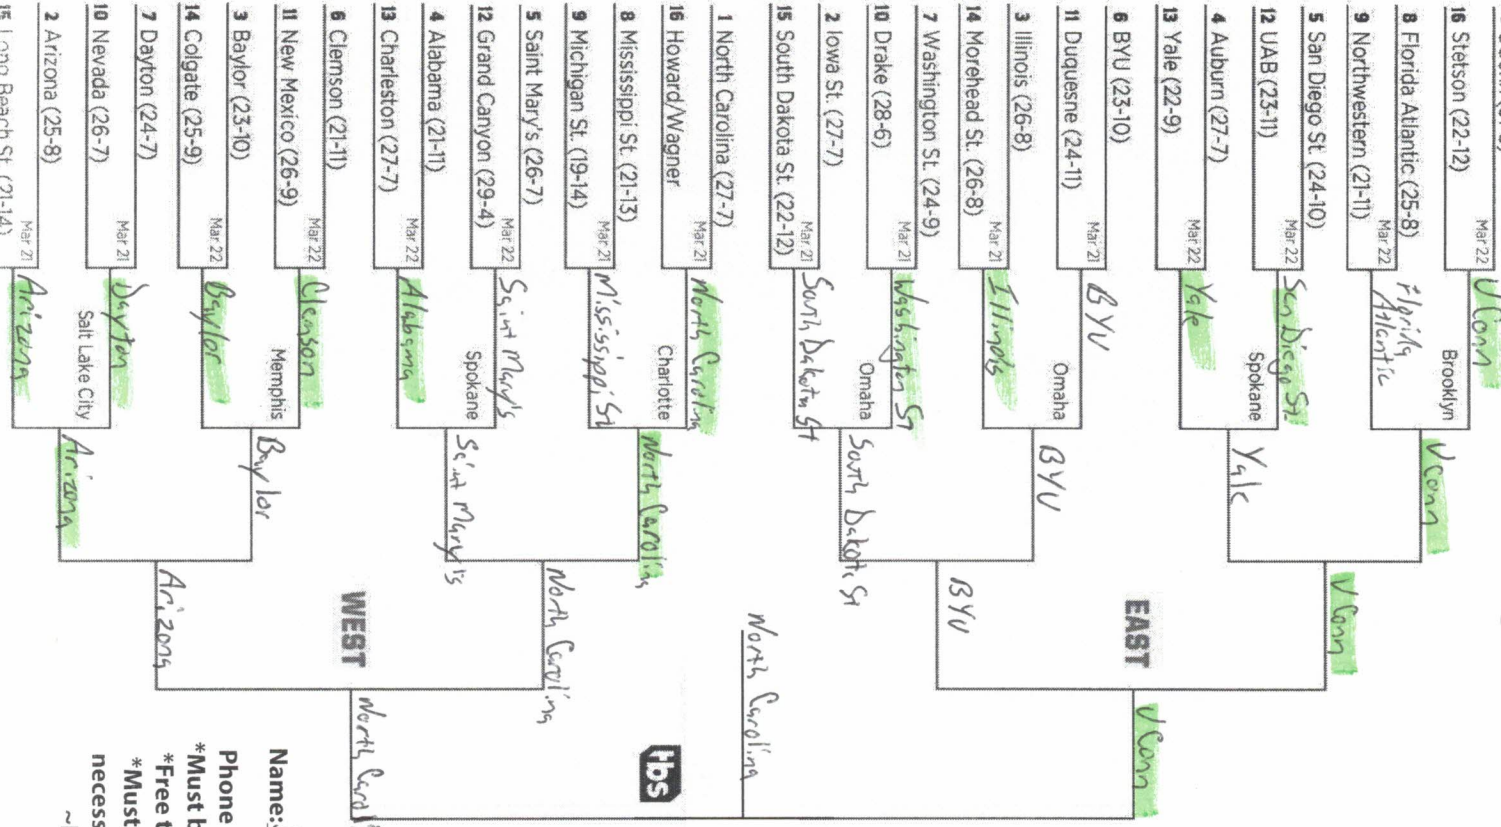 16 Stetson (22-12)
Mar 22
UConn
Brooklyn
8 Florida Atlantic (25-8)
9 Northwestern (21-11)
Mar 22
Florida
Atlantic
UConn
5 San Diego St. (24-10)
12 UAB (23-11)
Mar 22
San Diego St
Spokane
4 Auburn (27-7)
13 Yale (22-9)
Mar 22
Yale
Yale
UConn
EAST
6 BYU (23-10)
11 Duquesne (24-11)
Mar 21
BYU
Omaha
3 Illinois (26-8)
14 Morehead St. (26-8)
Mar 21
Illinois
BYU
7 Washington St. (24-9)
10 Drake (28-6)
Mar 21
Washington St
Omaha
2 Iowa St. (27-7)
15 South Dakota St. (22-12)
Mar 21
South Dakota St
South Dakota St
BYU
UConn
North Carolina
tbs
1 North Carolina (27-7)
16 Howard/Wagner
Mar 21
North Carolina
Charlotte
8 Mississippi St. (21-13)
9 Michigan St. (19-14)
Mar 21
Mississippi St
North Carolina
5 Saint Mary's (26-7)
12 Grand Canyon (29-4)
Mar 22
Saint Mary's
Spokane
4 Alabama (21-11)
13 Charleston (27-7)
Mar 22
Alabama
Saint Mary's
North Carolina
WEST
6 Clemson (21-11)
11 New Mexico (26-9)
Mar 22
Clemson
Memphis
3 Baylor (23-10)
14 Colgate (25-9)
Mar 22
Baylor
Baylor
7 Dayton (24-7)
10 Nevada (26-7)
Mar 21
Dayton
Salt Lake City
2 Arizona (25-8)
15 Long Beach St. (21-14)
Mar 21
Arizona
Arizona
Arizona
North Carol
Name:
Phone
*Must b
*Free t
*Must
necess